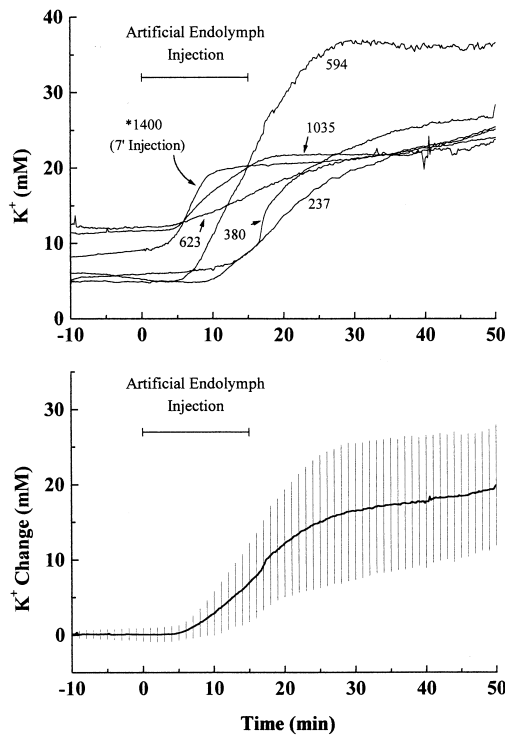 40
Artificial Endolymph
Injection
594
*1400
(7' Injection)
1035
30
20
10
0
K+ (mM)
623
380
237
-10 0 10 20 30 40 50
Artificial Endolymph
Injection
30
20
10
0
K+ Change (mM)
-10 0 10 20 30 40 50
Time (min)